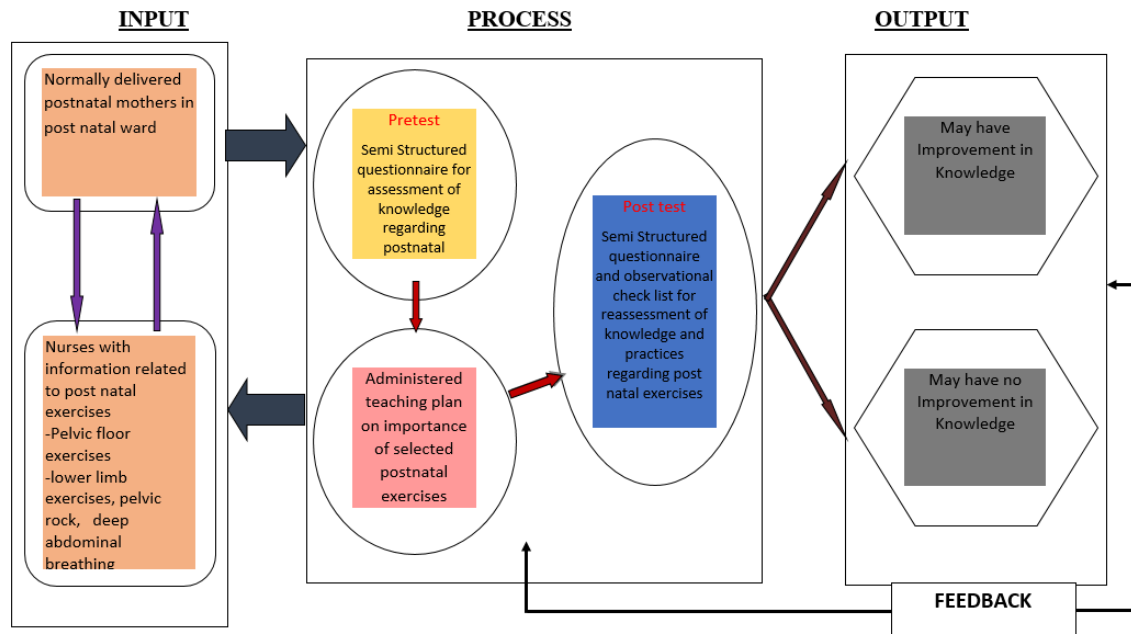 INPUT
PROCESS
OUTPUT
Normally delivered
postnatal mothers in
post natal ward
Nurses with
information related
to post natal
exercises
-Pelvic floor
exercises
-lower limb
exercises, pelvic
rock, deep
abdominal
breathing
Pretest
Semi Structured
questionnaire for
assessment of
knowledge
regarding
postnatal
Administered
teaching plan
on importance
of selected
postnatal
exercises
Post test
Semi Structured
questionnaire
and observational
check list for
reassessment of
knowledge and
practices
regarding post
natal exercises
May have
Improvement in
Knowledge
May have no
Improvement in
Knowledge
FEEDBACK